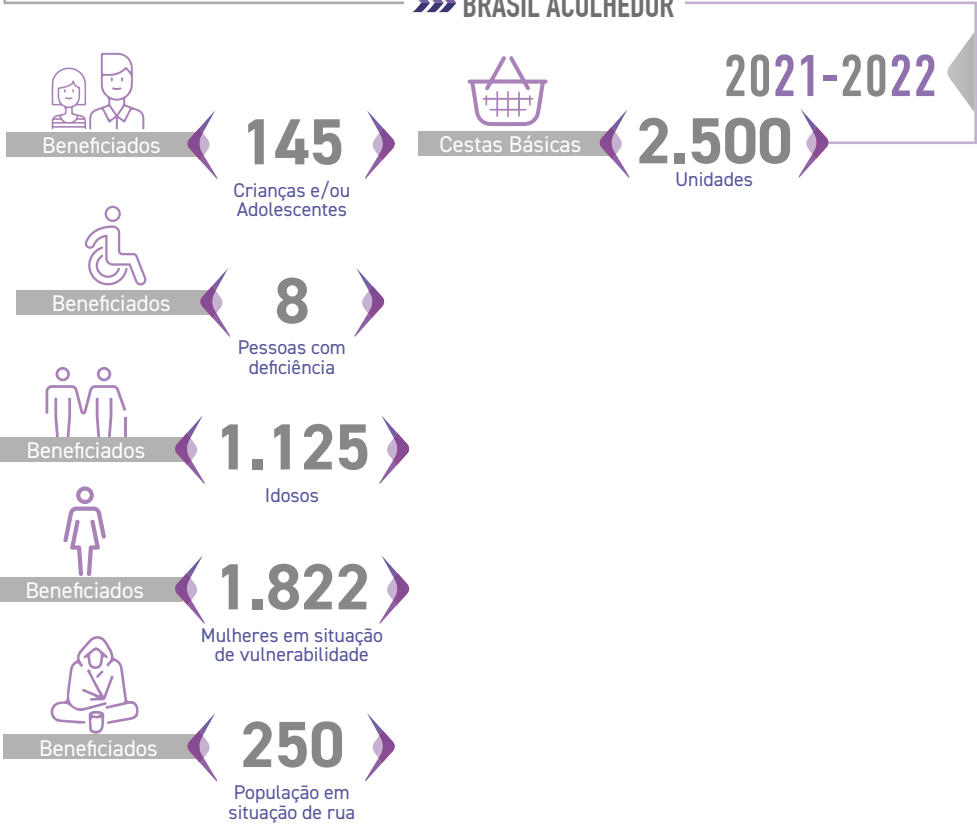 BRASIL ACOLHEDOR
2021-2022
Beneficiados
145
Crianças e/ou
Adolescentes
Cestas Básicas
2.500
Unidades
Beneficiados
8
Pessoas com
deficiência
Beneficiados
1.125
Idosos
Beneficiados
1.822
Mulheres em situação
de vulnerabilidade
Beneficiados
250
População em
situação de rua